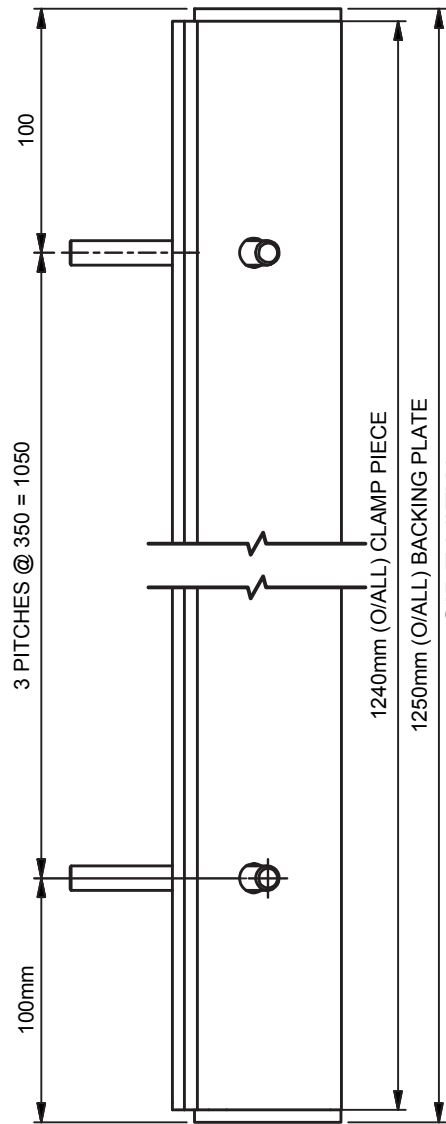 100
3 PITCHES @ 350 = 1050
100mm
1240mm (O/ALL) CLAMP PIECE
1250mm (O/ALL) BACKING PLATE